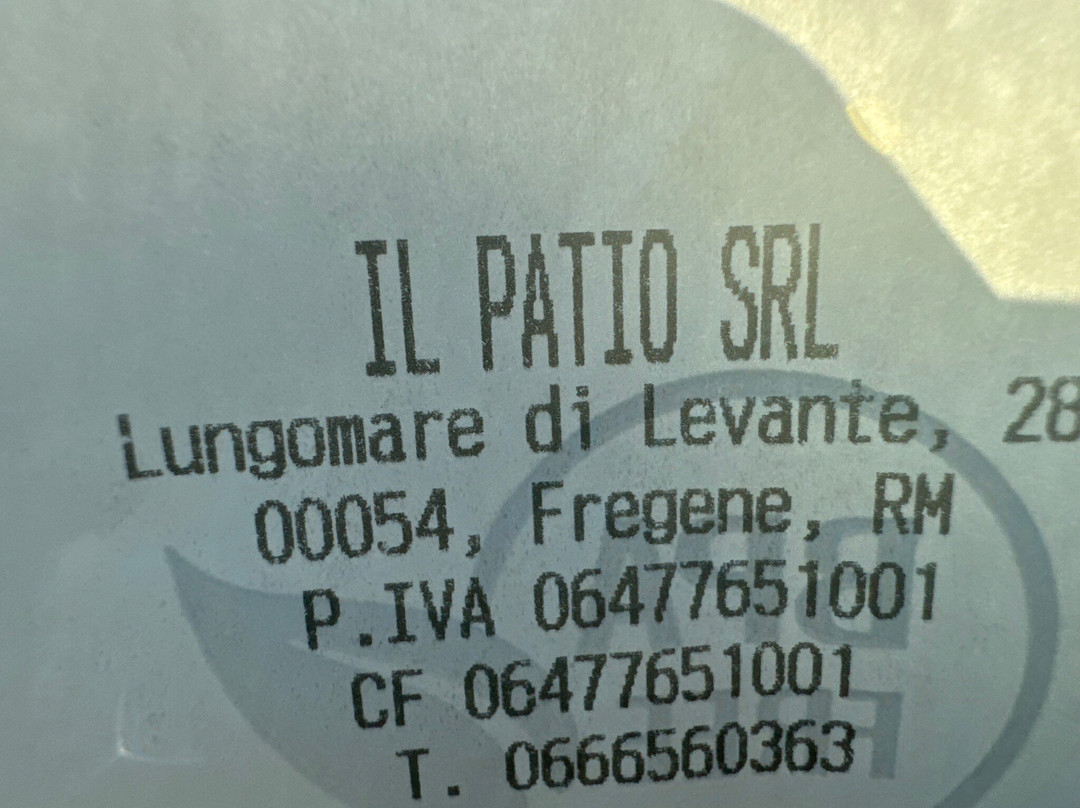 IL PATIO SRL
Lungomare di Levante, 28
00054, Fregene, RM
P.IVA 06477651001
CF 06477651001
T. 0666560363